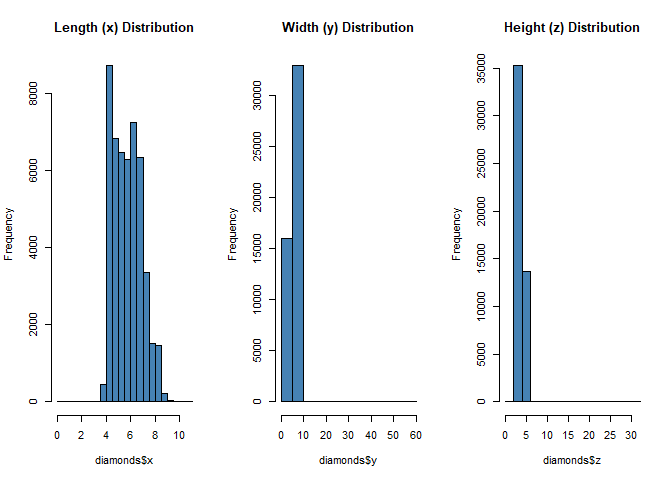 Length (x) Distribution
Frequency
0
2000
4000
6000
8000
0 2 4 6 8 10
diamonds$x
Width (y) Distribution
Frequency
0
5000
10000
15000
20000
25000
30000
0 10 20 30 40 50 60
diamonds$y
Height (z) Distribution
Frequency
0
5000
10000
15000
20000
25000
30000
35000
0 5 10 15 20 25 30
diamonds$z